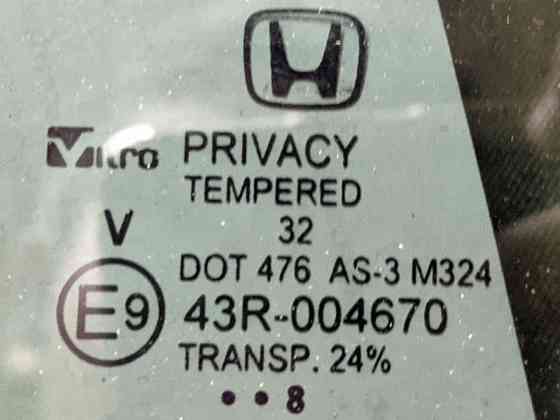 Vitro PRIVACY
TEMPERED
V 32
DOT 476 AS-3 M324
E9 43R-004670
TRANSP. 24%
• • 8